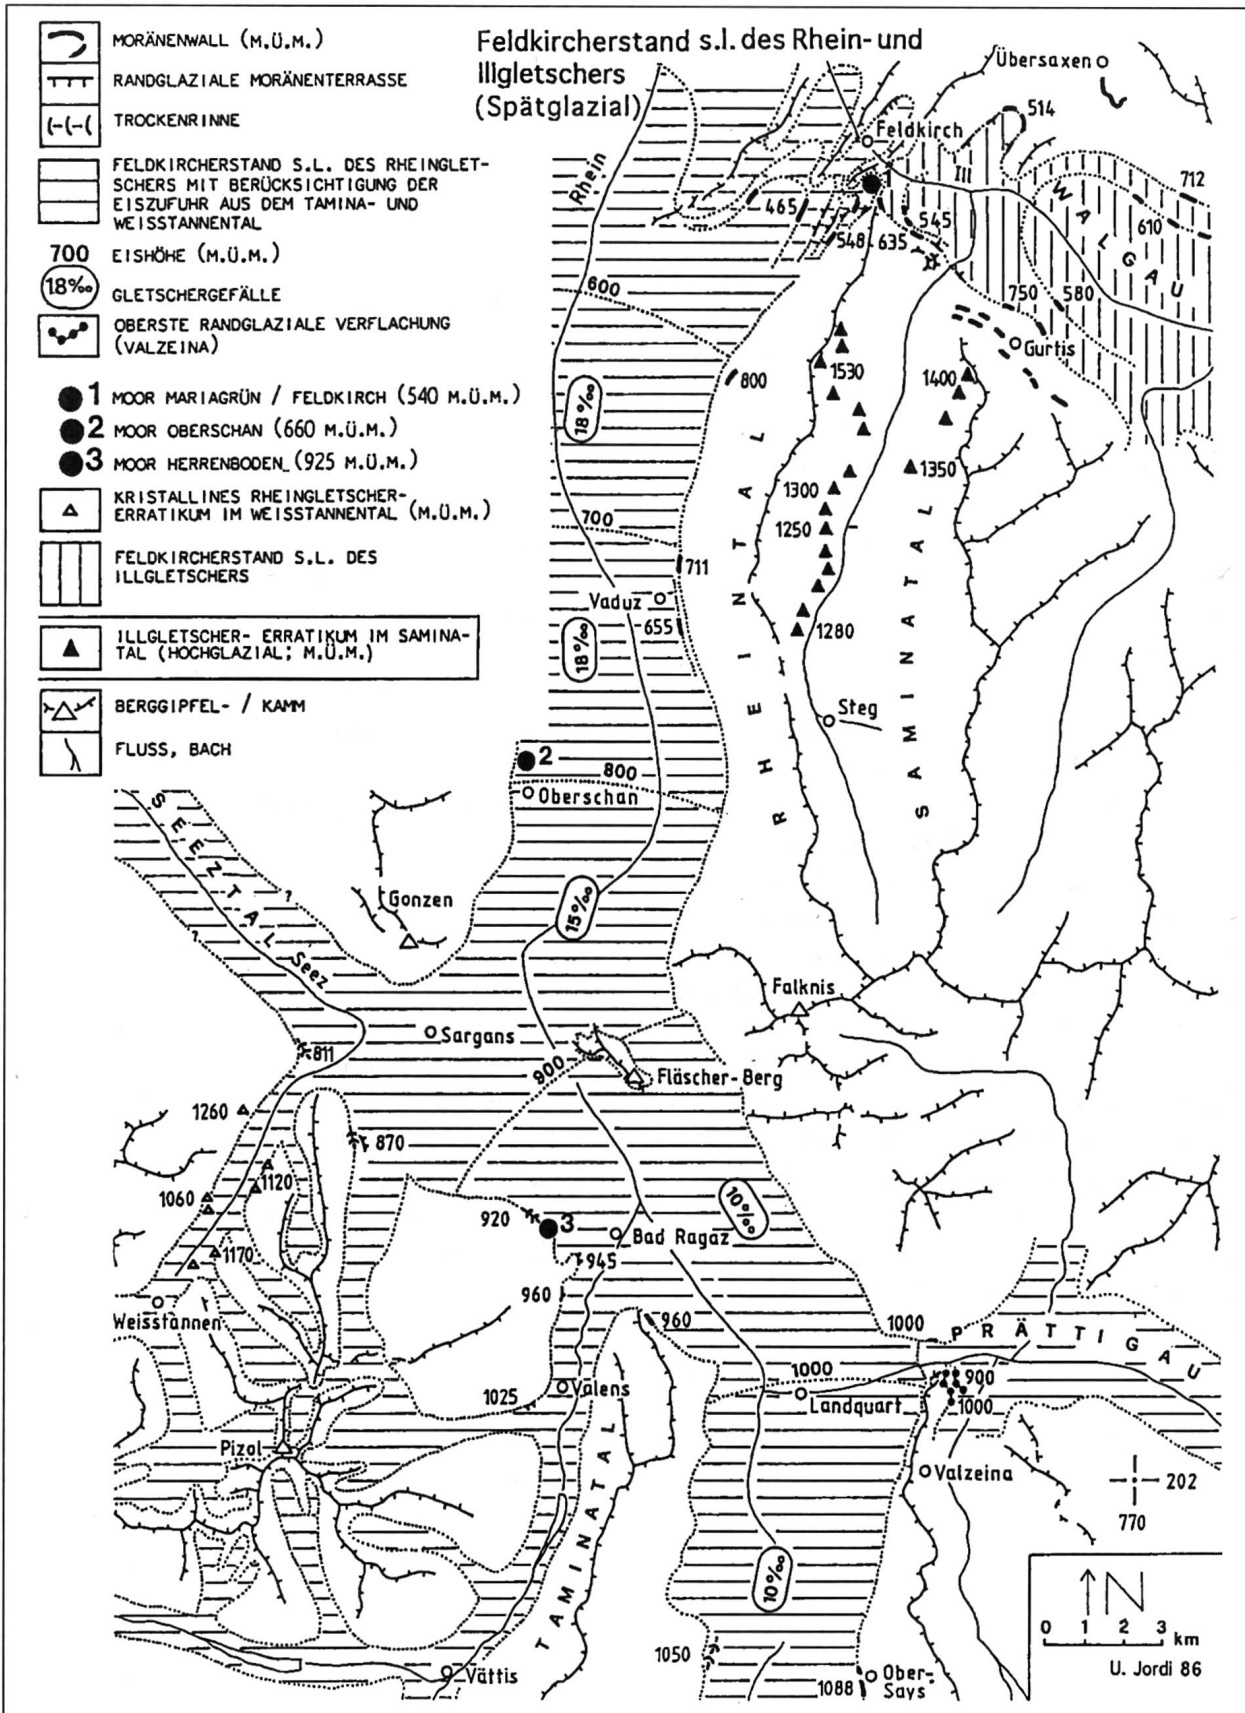 Feldkircherstand s.l. des Rhein- und
Illgletschers
(Spätglazial)
MORÄNENWALL (M.Ü.M.)
RANDGLAZIALE MORÄNENTERRASSE
TROCKENRINNE
FELDKIRCHERSTAND S.L. DES RHEINGLET-
SCHERS MIT BERÜCKSICHTIGUNG DER
EISZUFUHR AUS DEM TAMINA- UND
WEISSTANNENTAL
700 EISHÖHE (M.Ü.M.)
18‰ GLETSCHERGEFÄLLE
OBERSTE RANDGLAZIALE VERFLACHUNG
(VALZEINA)
1 MOOR MARIAGRÜN / FELDKIRCH (540 M.Ü.M.)
2 MOOR OBERSCHAN (660 M.Ü.M.)
3 MOOR HERRENBODEN (925 M.Ü.M.)
KRISTALLINES RHEINGLETSCHER-
ERRATIKUM IM WEISSTANNENTAL (M.Ü.M.)
FELDKIRCHERSTAND S.L. DES
ILLGLETSCHERS
ILLGLETSCHER- ERRATIKUM IM SAMINA-
TAL (HOCHGLAZIAL; M.Ü.M.)
BERGGIPFEL- / KAMM
FLUSS, BACH
Übersaxen
514
Feldkirch
Rhein
Ill
712
WALGAU
465
545
610
548
635
600
750
580
Gurtis
1530
800
1400
18‰
1350
1300
RHEINTAL
SAMINATAL
700
1250
711
Vaduz
655
1280
18‰
Steg
2
800
Oberschan
SEEZTAL
Gonzen
?
15‰
?
Seez
Falknis
Sargans
811
900
Fläscher-Berg
1260
870
1120
1060
10‰
920
3
Bad Ragaz
1170
945
960
Weisstannen
960
1000
PRÄTTIGAU
1000
900
Valens
1025
Landquart
1000
Pizol
TAMINATAL
Valzeina
202
770
10‰
N
0 1 2 3 km
1050
Vättis
1088
Ober-
Says
U. Jordi 86